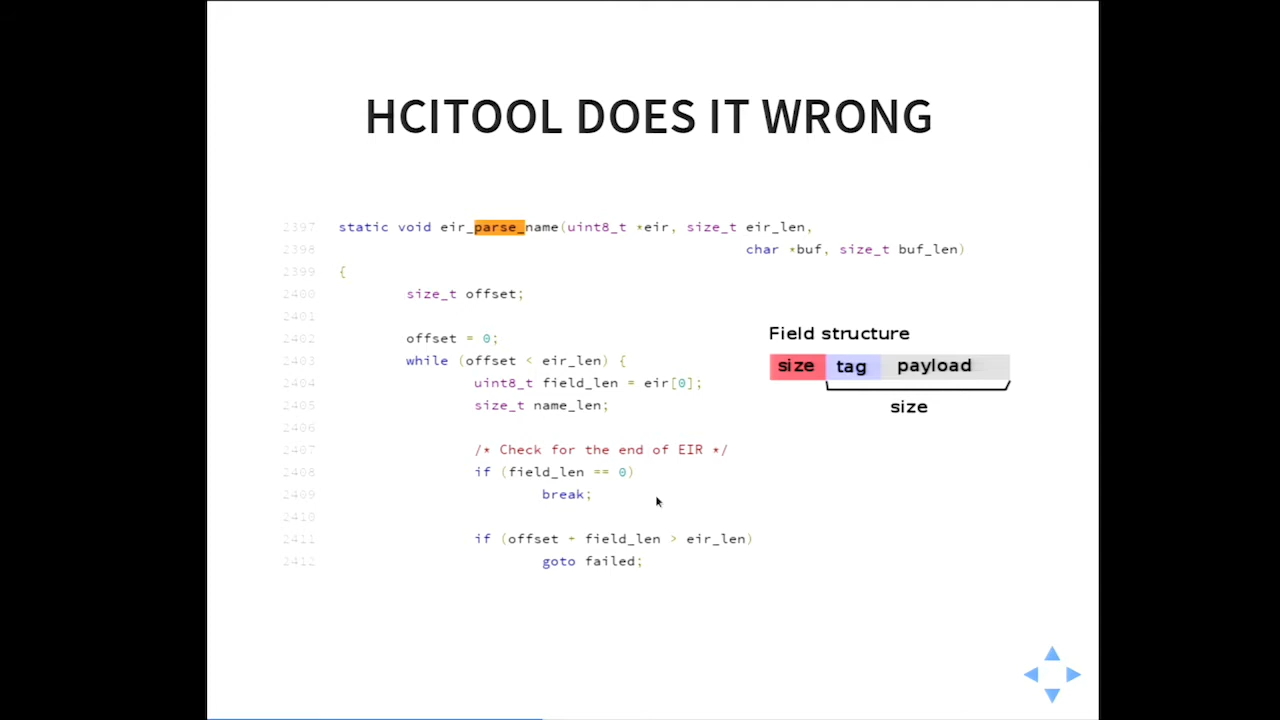 HCITOOL DOES IT WRONG
2397 static void eir_parse_name(uint8_t *eir, size_t eir_len,
2398 char *buf, size_t buf_len)
2399 {
2400 size_t offset;
2401
2402 offset = 0;
2403 while (offset < eir_len) {
2404 uint8_t field_len = eir[0];
2405 size_t name_len;
2406
2407 /* Check for the end of EIR */
2408 if (field_len == 0)
2409 break;
2410
2411 if (offset + field_len > eir_len)
2412 goto failed;
Field structure
size tag payload
size